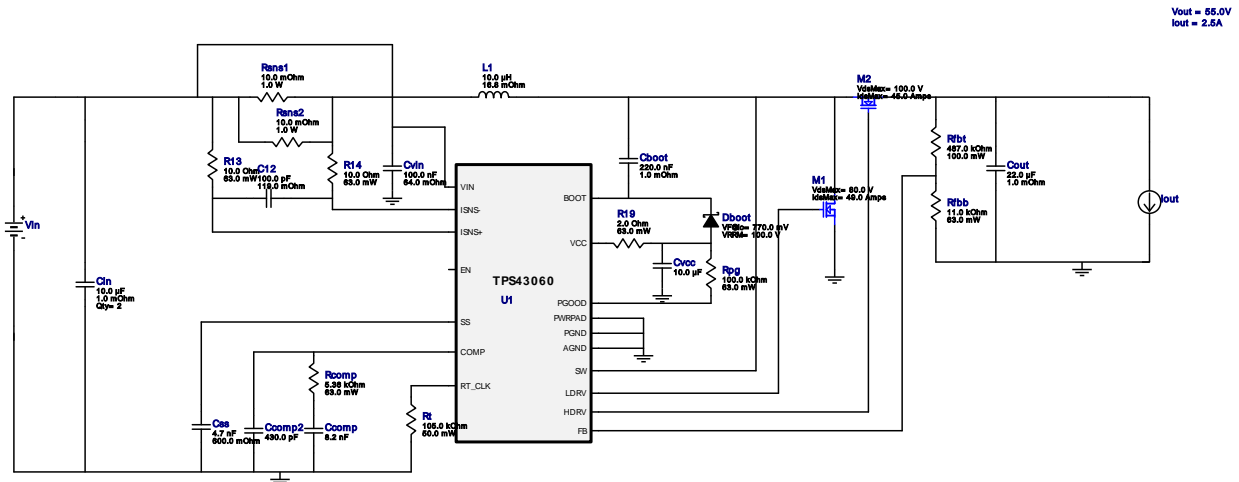 Vout = 55.0V
Iout = 2.5A
Rsns1
10.0 mOhm
1.0 W
Rsns2
10.0 mOhm
1.0 W
L1
10.0 µH
16.8 mOhm
M2
VdsMax= 100.0 V
IdsMax= 45.0 Amps
R13
10.0 Ohm
63.0 mW
C12
100.0 pF
119.0 mOhm
R14
10.0 Ohm
63.0 mW
Cvin
100.0 nF
64.0 mOhm
Cboot
220.0 nF
1.0 mOhm
M1
VdsMax= 60.0 V
IdsMax= 49.0 Amps
Rfbt
487.0 kOhm
100.0 mW
Cout
22.0 µF
1.0 mOhm
Rfbb
11.0 kOhm
63.0 mW
Iout
Vin
Cin
10.0 µF
1.0 mOhm
Qty= 2
VIN
ISNS-
ISNS+
EN
SS
COMP
RT_CLK
TPS43060
U1
BOOT
VCC
PGOOD
PWRPAD
PGND
AGND
SW
LDRV
HDRV
FB
R19
2.0 Ohm
63.0 mW
Dboot
770.0 mV
VRRM= 100.0 V
Cvcc
10.0 µF
Rpg
100.0 kOhm
63.0 mW
Rcomp
5.36 kOhm
63.0 mW
Css
4.7 nF
600.0 mOhm
Ccomp2
430.0 pF
Ccomp
8.2 nF
Rt
105.0 kOhm
50.0 mW